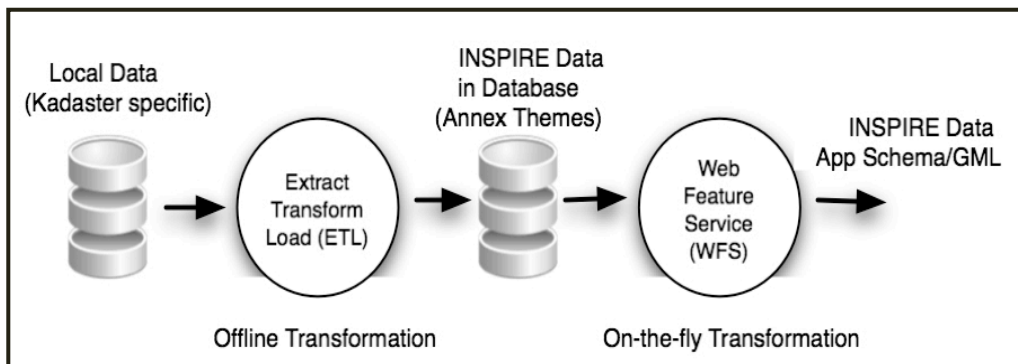 Local Data
(Kadaster specific)
Extract
Transform
Load (ETL)
INSPIRE Data
in Database
(Annex Themes)
Web
Feature
Service
(WFS)
INSPIRE Data
App Schema/GML
Offline Transformation
On-the-fly Transformation